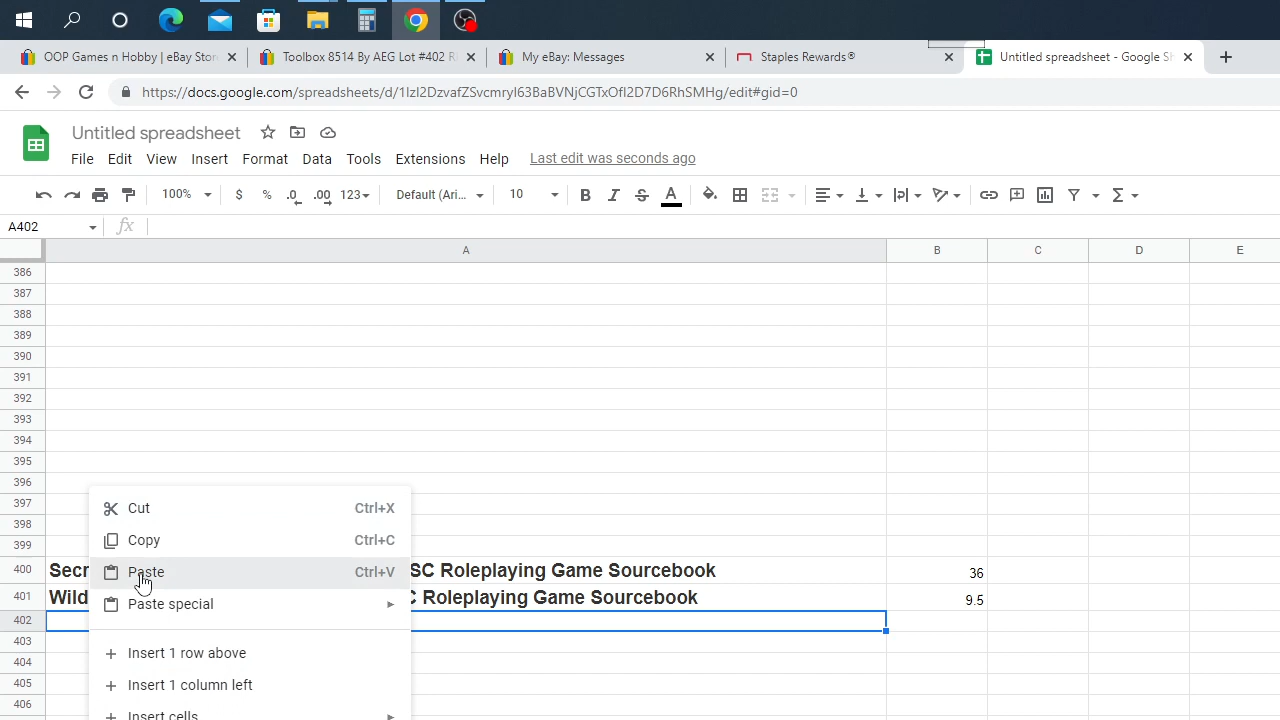 OOP Games n Hobby | eBay Stor
Toolbox 8514 By AEG Lot #402 R
My eBay: Messages
Staples Rewards®
Untitled spreadsheet - Google Sh
https://docs.google.com/spreadsheets/d/1IzI2DzvafZSvcmryI63BaBVNjCGTxOfI2D7D6RhSMHg/edit#gid=0
Untitled spreadsheet
File Edit View Insert Format Data Tools Extensions Help Last edit was seconds ago
100% $ % .0 .00 123 Default (Ari... 10 B I S A
A402 fx
A B C D E
386
387
388
389
390
391
392
393
394
395
396
397
398
399
400 Secr SC Roleplaying Game Sourcebook 36
401 Wild C Roleplaying Game Sourcebook 9.5
402
403
404
405
406
Cut Ctrl+X
Copy Ctrl+C
Paste Ctrl+V
Paste special
Insert 1 row above
Insert 1 column left
Insert cells